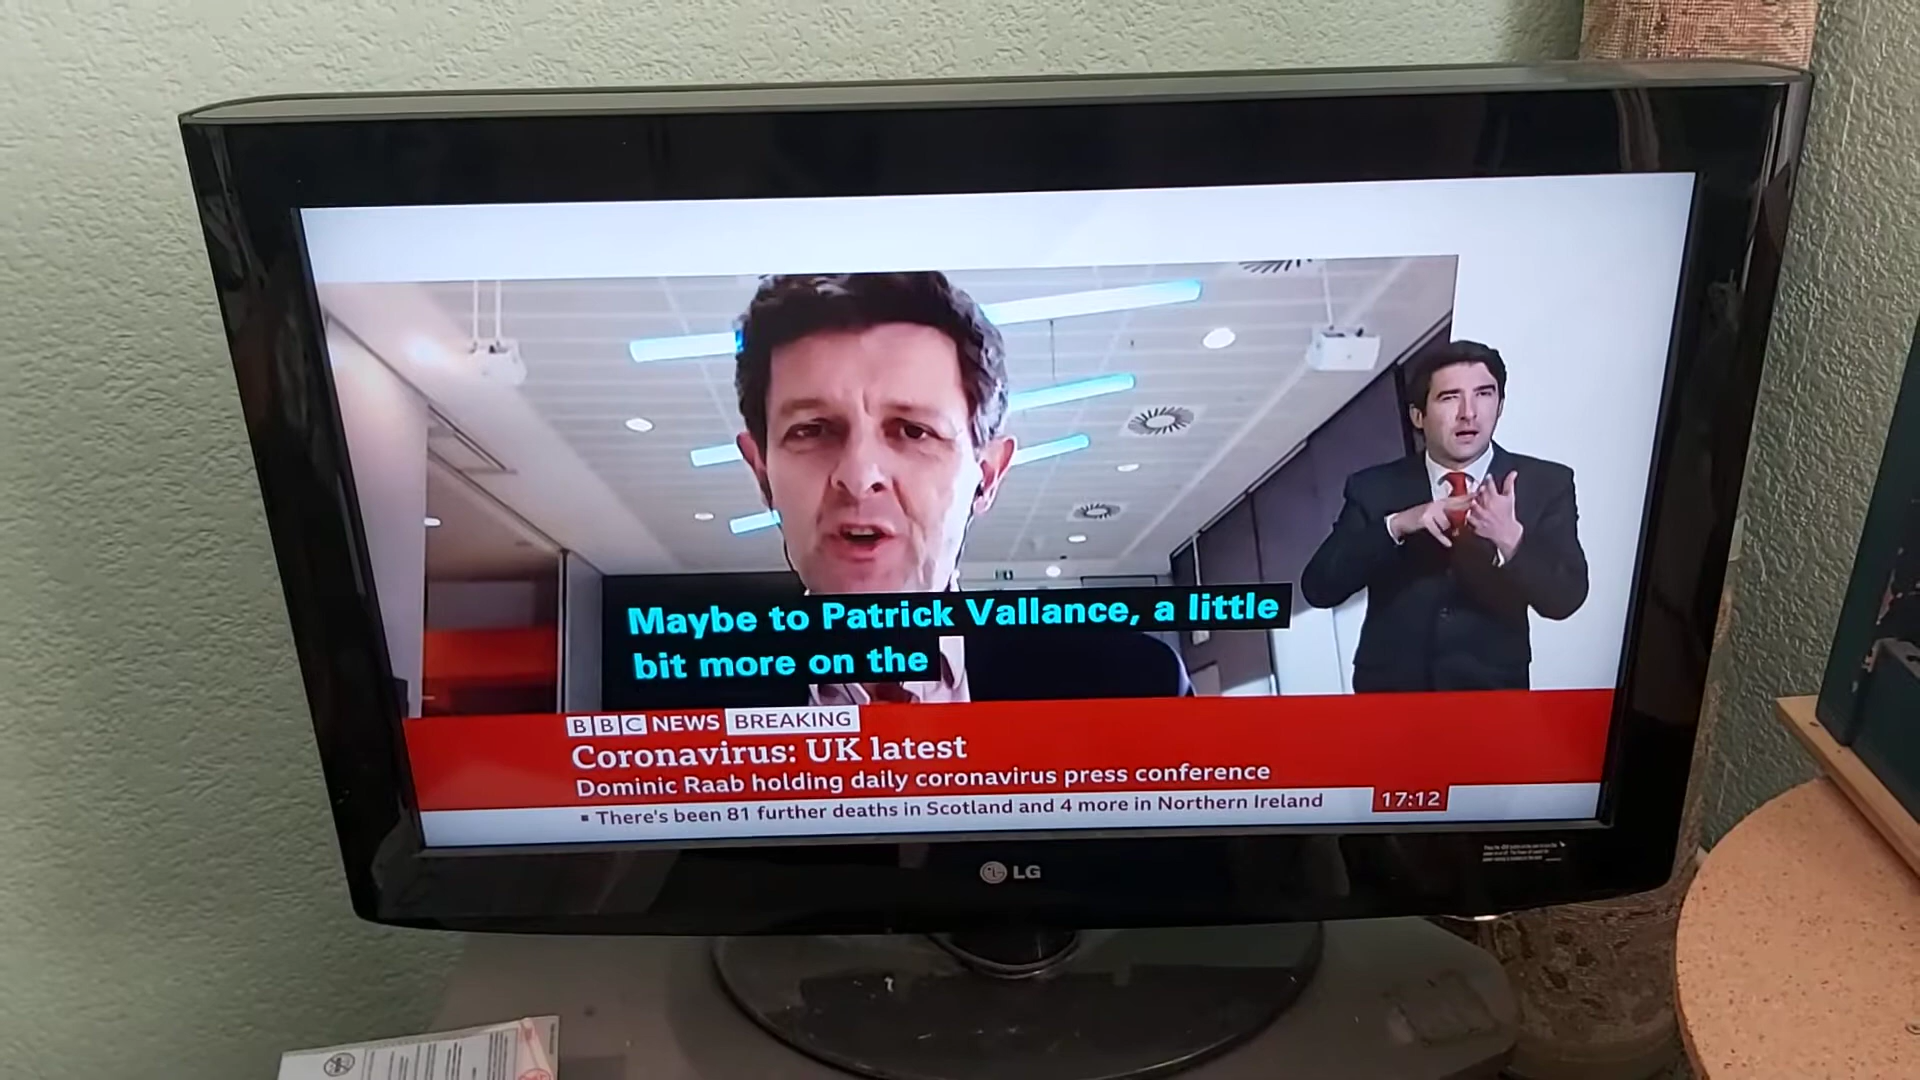 Maybe to Patrick Vallance, a little
bit more on the
BBC NEWS BREAKING
Coronavirus: UK latest
Dominic Raab holding daily coronavirus press conference
▪ There's been 81 further deaths in Scotland and 4 more in Northern Ireland
17:12
LG